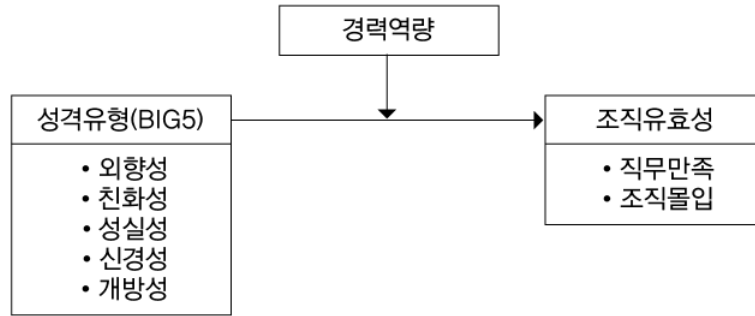 경력역량
성격유형(BIG5)
• 외향성
• 친화성
• 성실성
• 신경성
• 개방성
조직유효성
• 직무만족
• 조직몰입